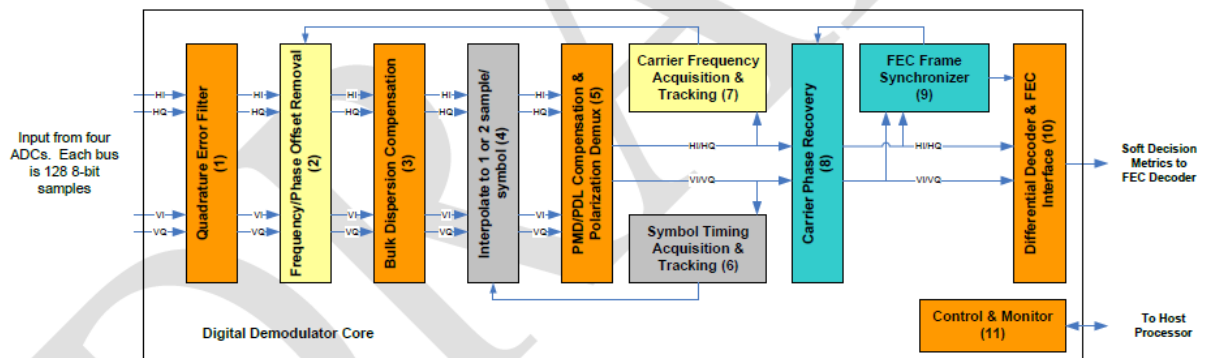 Input from four
ADCs. Each bus
is 128 8-bit
samples
HI
HQ
VI
VQ
Quadrature Error Filter
(1)
HI
HQ
VI
VQ
Frequency/Phase Offset Removal
(2)
HI
HQ
VI
VQ
Bulk Dispersion Compensation
(3)
HI
HQ
VI
VQ
Interpolate to 1 or 2 sample/
symbol (4)
HI
HQ
VI
VQ
PMD/PDL Compensation &
Polarization Demux (5)
Carrier Frequency
Acquisition &
Tracking (7)
HI/HQ
VI/VQ
Symbol Timing
Acquisition &
Tracking (6)
Carrier Phase Recovery
(8)
FEC Frame
Synchronizer
(9)
HI/HQ
VI/VQ
Differential Decoder & FEC
Interface (10)
Soft Decision
Metrics to
FEC Decoder
Control & Monitor
(11)
To Host
Processor
Digital Demodulator Core